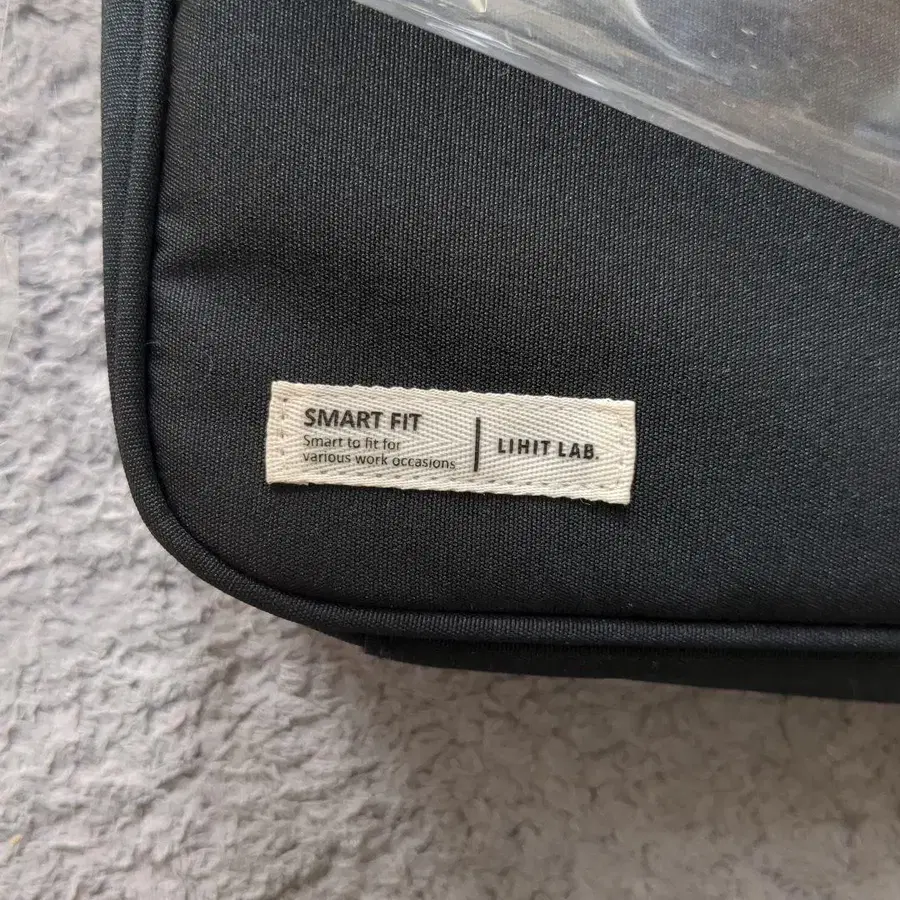 SMART FIT
Smart to fit for
various work occasions
LIHIT LAB.